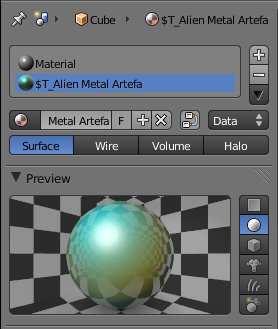 Cube $T_Alien Metal Artefa
Material
$T_Alien Metal Artefa
Metal Artefa F Data
Surface Wire Volume Halo
Preview